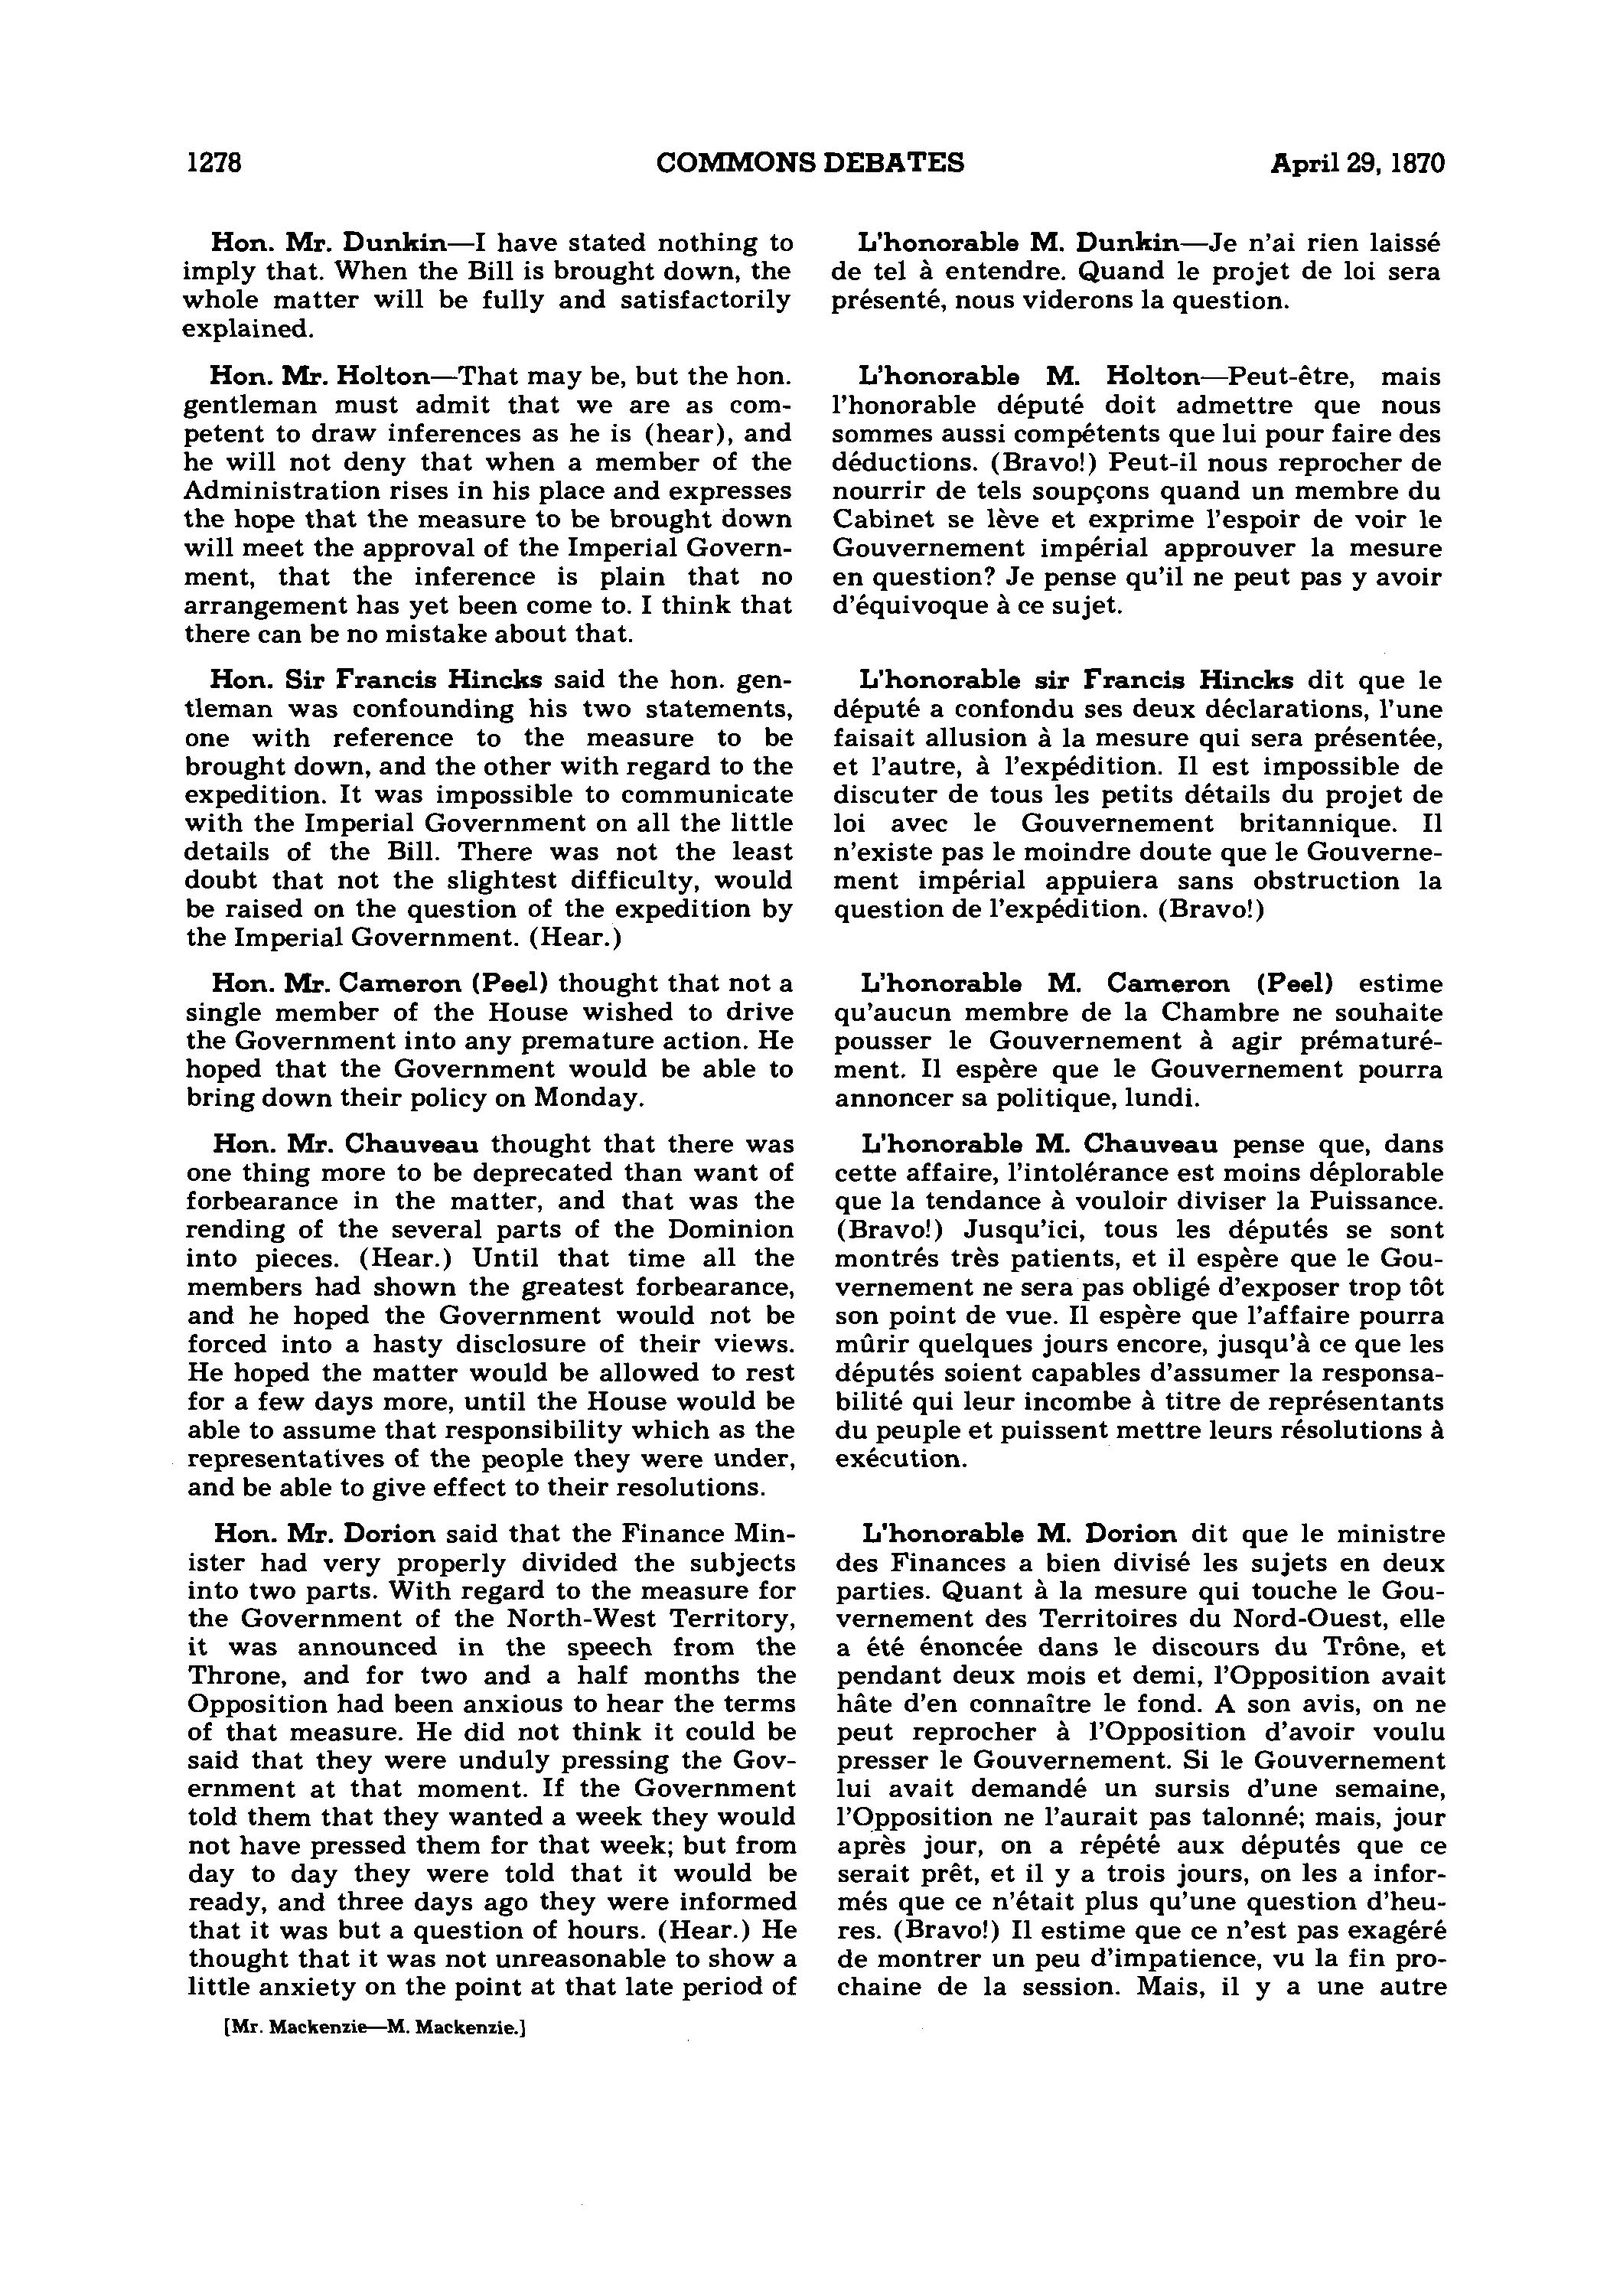 1278 COMMONS DEBATES April 29, 1870
Hon. Mr. Dunkin—I have stated nothing to
imply that. When the Bill is brought down, the
whole matter will be fully and satisfactorily
explained.
Hon. Mr. Holton—That may be, but the hon.
gentleman must admit that we are as com-
petent to draw inferences as he is (hear), and
he will not deny that when a member of the
Administration rises in his place and expresses
the hope that the measure to be brought down
will meet the approval of the Imperial Govern-
ment, that the inference is plain that no
arrangement has yet been come to. I think that
there can be no mistake about that.
Hon. Sir Francis Hincks said the hon. gen-
tleman was confounding his two statements,
one with reference to the measure to be
brought down, and the other with regard to the
expedition. It was impossible to communicate
with the Imperial Government on all the little
details of the Bill. There was not the least
doubt that not the slightest difficulty, would
be raised on the question of the expedition by
the Imperial Government. (Hear.)
Hon. Mr. Cameron (Peel) thought that not a
single member of the House wished to drive
the Government into any premature action. He
hoped that the Government would be able to
bring down their policy on Monday.
Hon. Mr. Chauveau thought that there was
one thing more to be deprecated than want of
forbearance in the matter, and that was the
rending of the several parts of the Dominion
into pieces. (Hear.) Until that time all the
members had shown the greatest forbearance,
and he hoped the Government would not be
forced into a hasty disclosure of their views.
He hoped the matter would be allowed to rest
for a few days more, until the House would be
able to assume that responsibility which as the
representatives of the people they were under,
and be able to give effect to their resolutions.
Hon. Mr. Dorion said that the Finance Min-
ister had very properly divided the subjects
into two parts. With regard to the measure for
the Government of the North-West Territory,
it was announced in the speech from the
Throne, and for two and a half months the
Opposition had been anxious to hear the terms
of that measure. He did not think it could be
said that they were unduly pressing the Gov-
ernment at that moment. If the Government
told them that they wanted a week they would
not have pressed them for that week; but from
day to day they were told that it would be
ready, and three days ago they were informed
that it was but a question of hours. (Hear.) He
thought that it was not unreasonable to show a
little anxiety on the point at that late period of
[Mr. Mackenzie—M. Mackenzie.]
L'honorable M. Dunkin—Je n'ai rien laissé
de tel à entendre. Quand le projet de loi sera
présenté, nous viderons la question.
L'honorable M. Holton—Peut-être, mais
l'honorable député doit admettre que nous
sommes aussi compétents que lui pour faire des
déductions. (Bravo!) Peut-il nous reprocher de
nourrir de tels soupçons quand un membre du
Cabinet se lève et exprime l'espoir de voir le
Gouvernement impérial approuver la mesure
en question? Je pense qu'il ne peut pas y avoir
d'équivoque à ce sujet.
L'honorable sir Francis Hincks dit que le
député a confondu ses deux déclarations, l'une
faisait allusion à la mesure qui sera présentée,
et l'autre, à l'expédition. Il est impossible de
discuter de tous les petits détails du projet de
loi avec le Gouvernement britannique. Il
n'existe pas le moindre doute que le Gouverne-
ment impérial appuiera sans obstruction la
question de l'expédition. (Bravo!)
L'honorable M. Cameron (Peel) estime
qu'aucun membre de la Chambre ne souhaite
pousser le Gouvernement à agir prématuré-
ment. Il espère que le Gouvernement pourra
annoncer sa politique, lundi.
L'honorable M. Chauveau pense que, dans
cette affaire, l'intolérance est moins déplorable
que la tendance à vouloir diviser la Puissance.
(Bravo!) Jusqu'ici, tous les députés se sont
montrés très patients, et il espère que le Gou-
vernement ne sera pas obligé d'exposer trop tôt
son point de vue. Il espère que l'affaire pourra
mûrir quelques jours encore, jusqu'à ce que les
députés soient capables d'assumer la responsa-
bilité qui leur incombe à titre de représentants
du peuple et puissent mettre leurs résolutions à
exécution.
L'honorable M. Dorion dit que le ministre
des Finances a bien divisé les sujets en deux
parties. Quant à la mesure qui touche le Gou-
vernement des Territoires du Nord-Ouest, elle
a été énoncée dans le discours du Trône, et
pendant deux mois et demi, l'Opposition avait
hâte d'en connaître le fond. A son avis, on ne
peut reprocher à l'Opposition d'avoir voulu
presser le Gouvernement. Si le Gouvernement
lui avait demandé un sursis d'une semaine,
l'Opposition ne l'aurait pas talonné; mais, jour
après jour, on a répété aux députés que ce
serait prêt, et il y a trois jours, on les a infor-
més que ce n'était plus qu'une question d'heu-
res. (Bravo!) Il estime que ce n'est pas exagéré
de montrer un peu d'impatience, vu la fin pro-
chaine de la session. Mais, il y a une autre